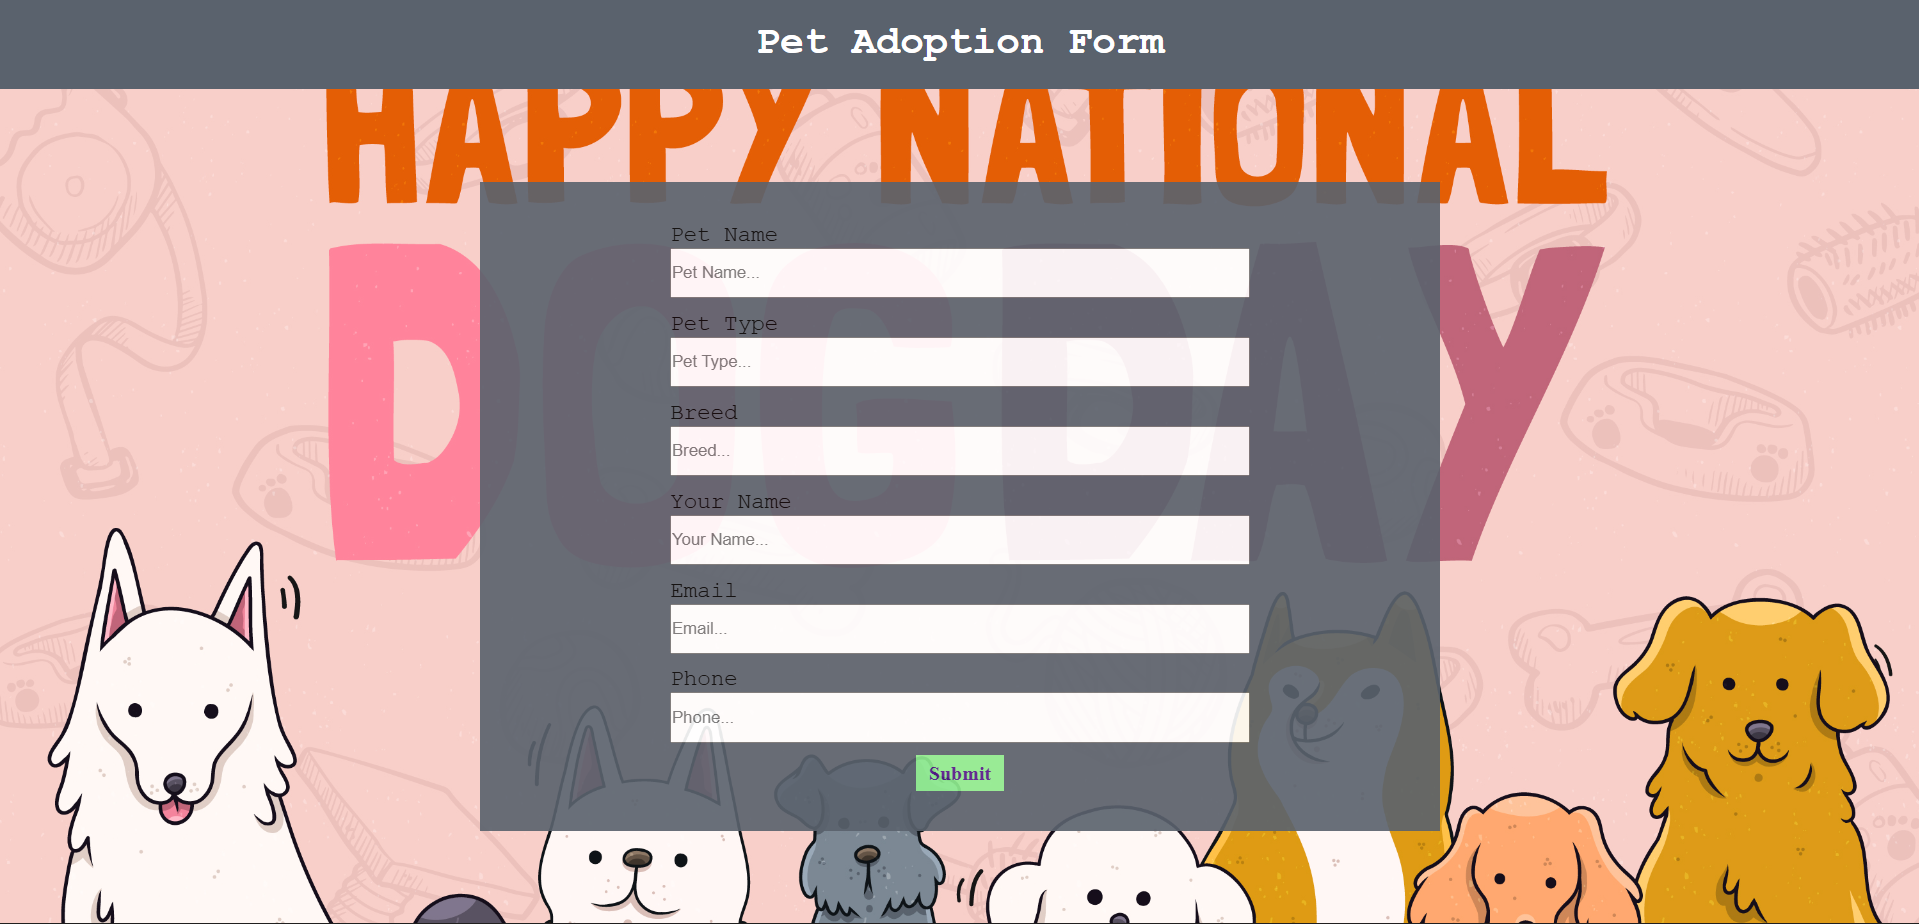 Pet Adoption Form
HAPPY NATIONAL
DOG DAY
Pet Name
Pet Name...
Pet Type
Pet Type...
Breed
Breed...
Your Name
Your Name...
Email
Email...
Phone
Phone...
Submit